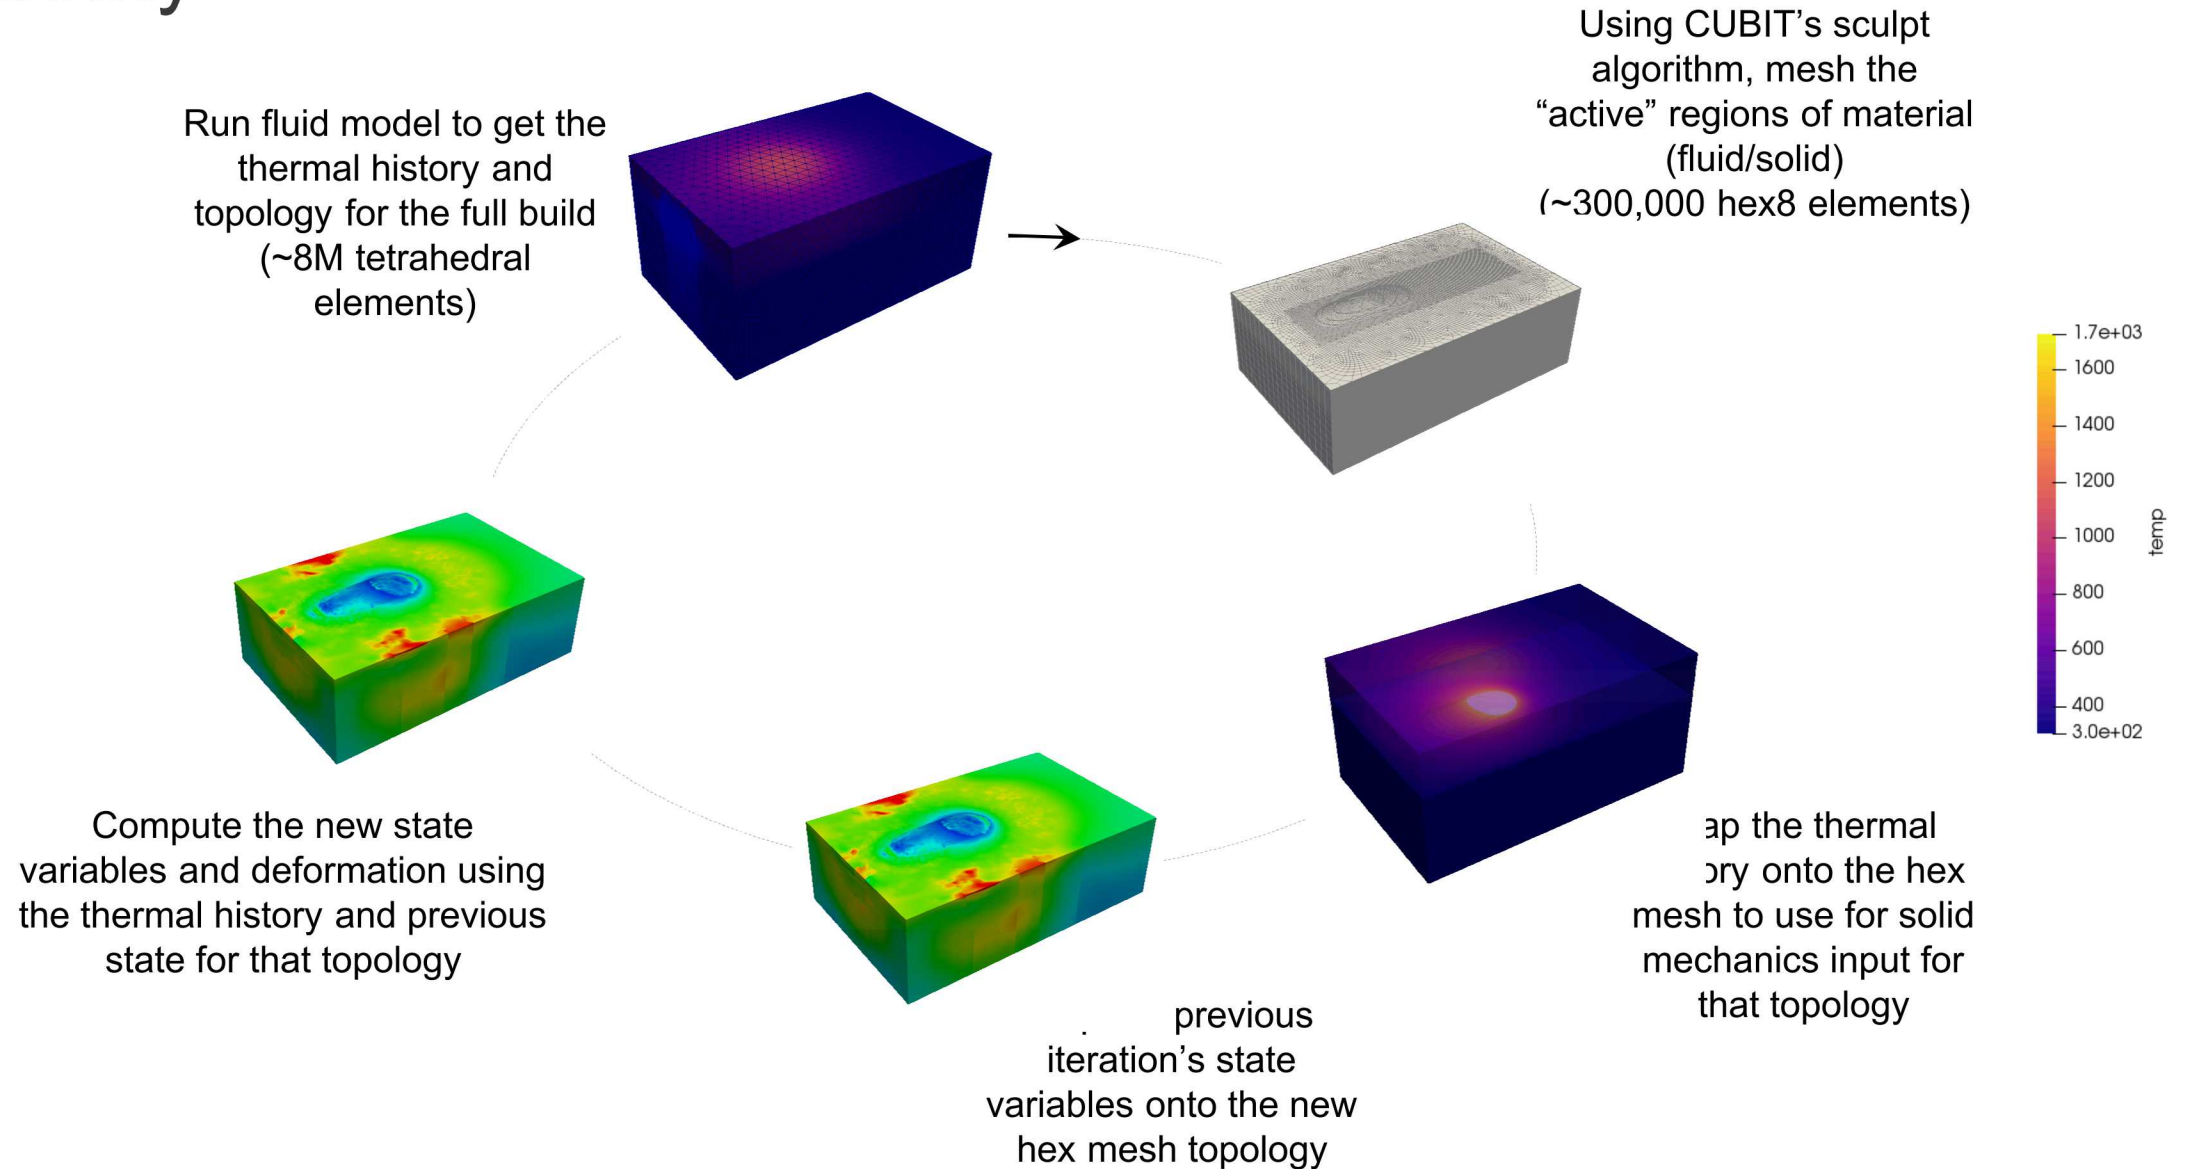 Using CUBIT’s sculpt
algorithm, mesh the
“active” regions of material
(fluid/solid)
(~300,000 hex8 elements)
Run fluid model to get the
thermal history and
topology for the full build
(~8M tetrahedral
elements)
1.7e+03
1600
1400
1200
1000
800
600
400
3.0e+02
temp
the thermal
onto the hex
mesh to use for solid
mechanics input for
that topology
Compute the new state
variables and deformation using
the thermal history and previous
state for that topology
previous
iteration’s state
variables onto the new
hex mesh topology